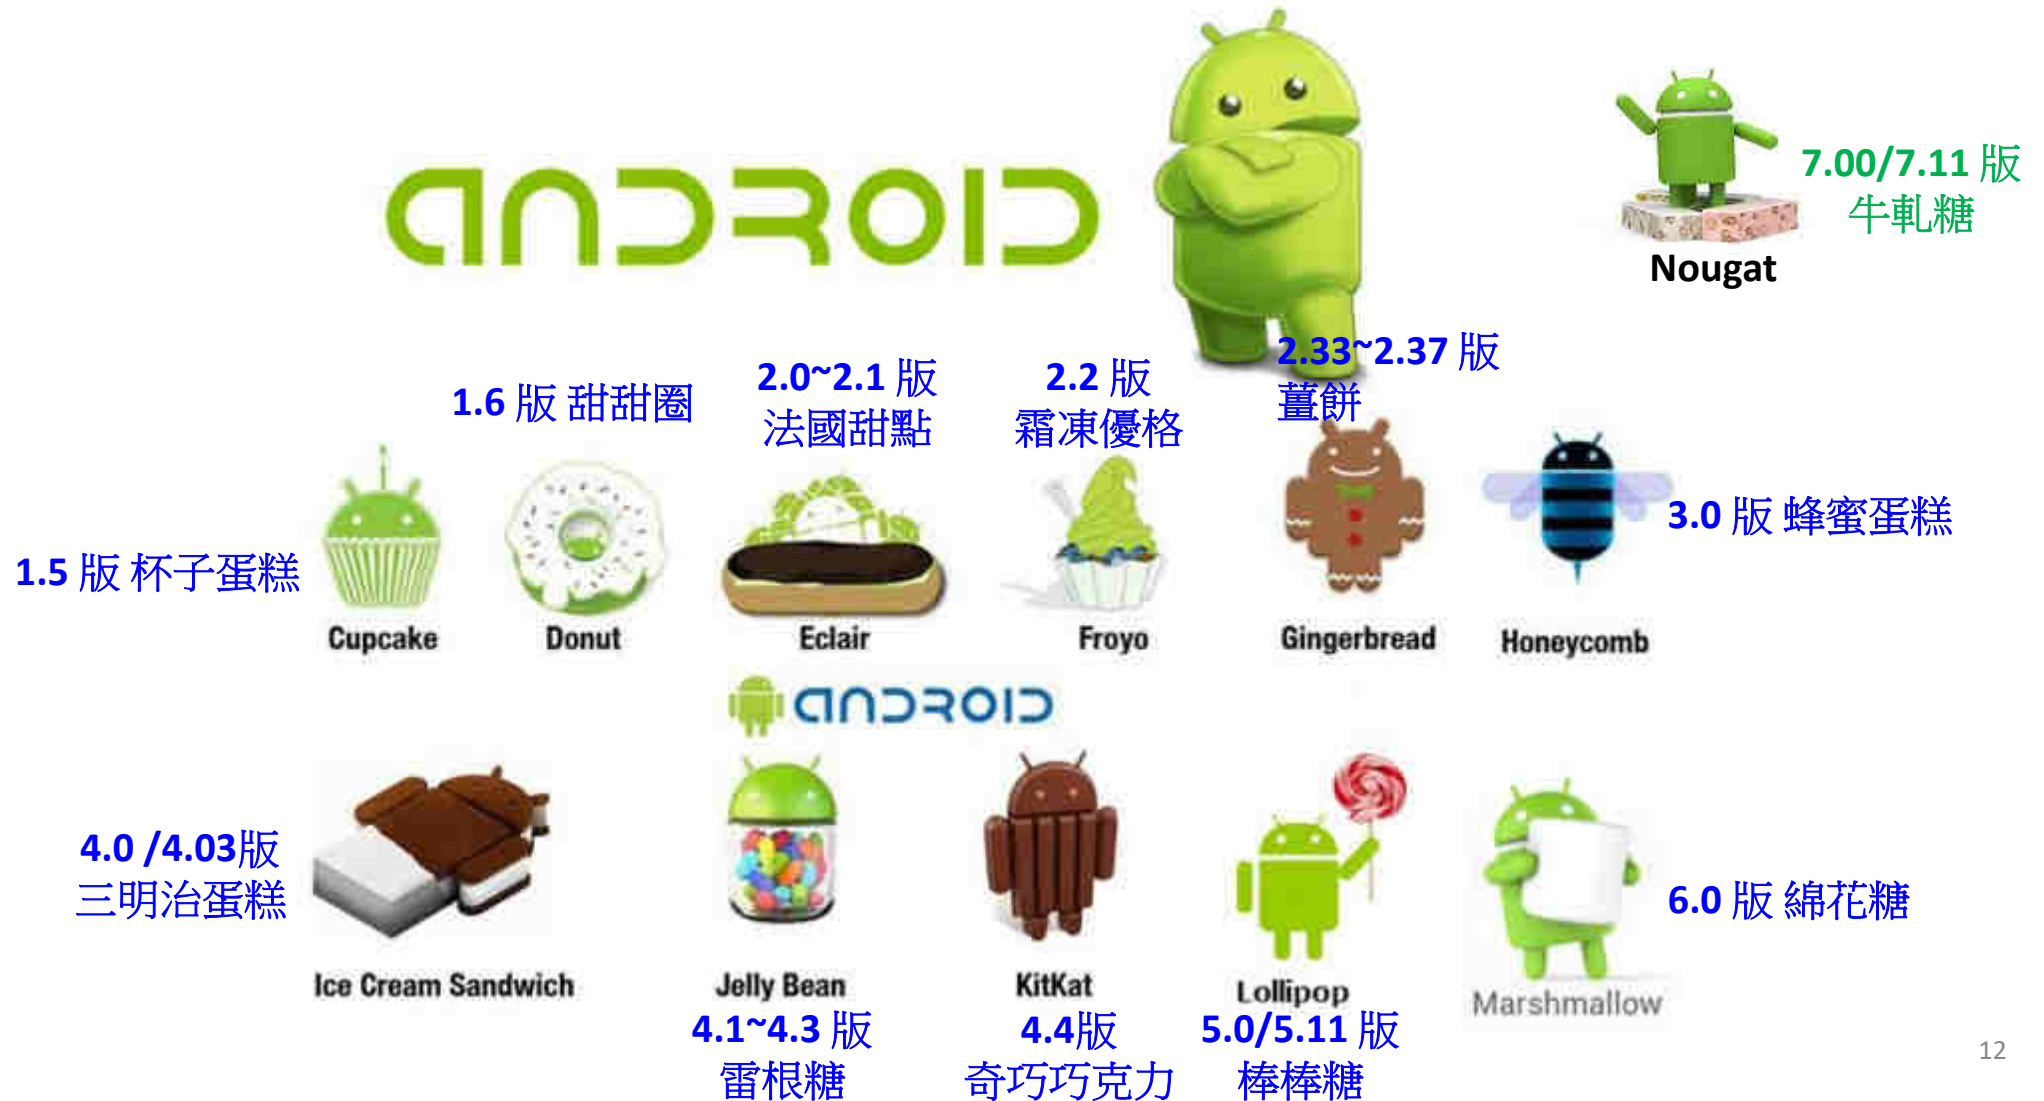 ANDROID
7.00/7.11 版
牛軋糖
Nougat
1.6 版 甜甜圈
2.0~2.1 版
法國甜點
2.2 版
霜凍優格
2.33~2.37 版
薑餅
1.5 版 杯子蛋糕
3.0 版 蜂蜜蛋糕
Cupcake
Donut
Eclair
Froyo
Gingerbread
Honeycomb
ANDROID
4.0 /4.03版
三明治蛋糕
6.0 版 綿花糖
Ice Cream Sandwich
Jelly Bean
KitKat
Lollipop
Marshmallow
4.1~4.3 版
雷根糖
4.4版
奇巧巧克力
5.0/5.11 版
棒棒糖
12